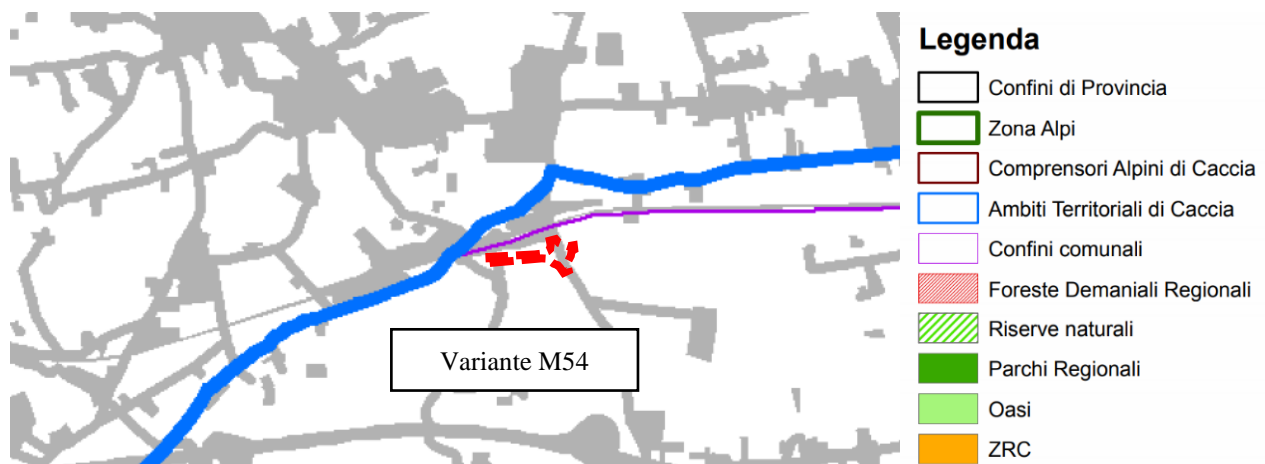 Variante M54
Legenda
Confini di Provincia
Zona Alpi
Comprensori Alpini di Caccia
Ambiti Territoriali di Caccia
Confini comunali
Foreste Demaniali Regionali
Riserve naturali
Parchi Regionali
Oasi
ZRC